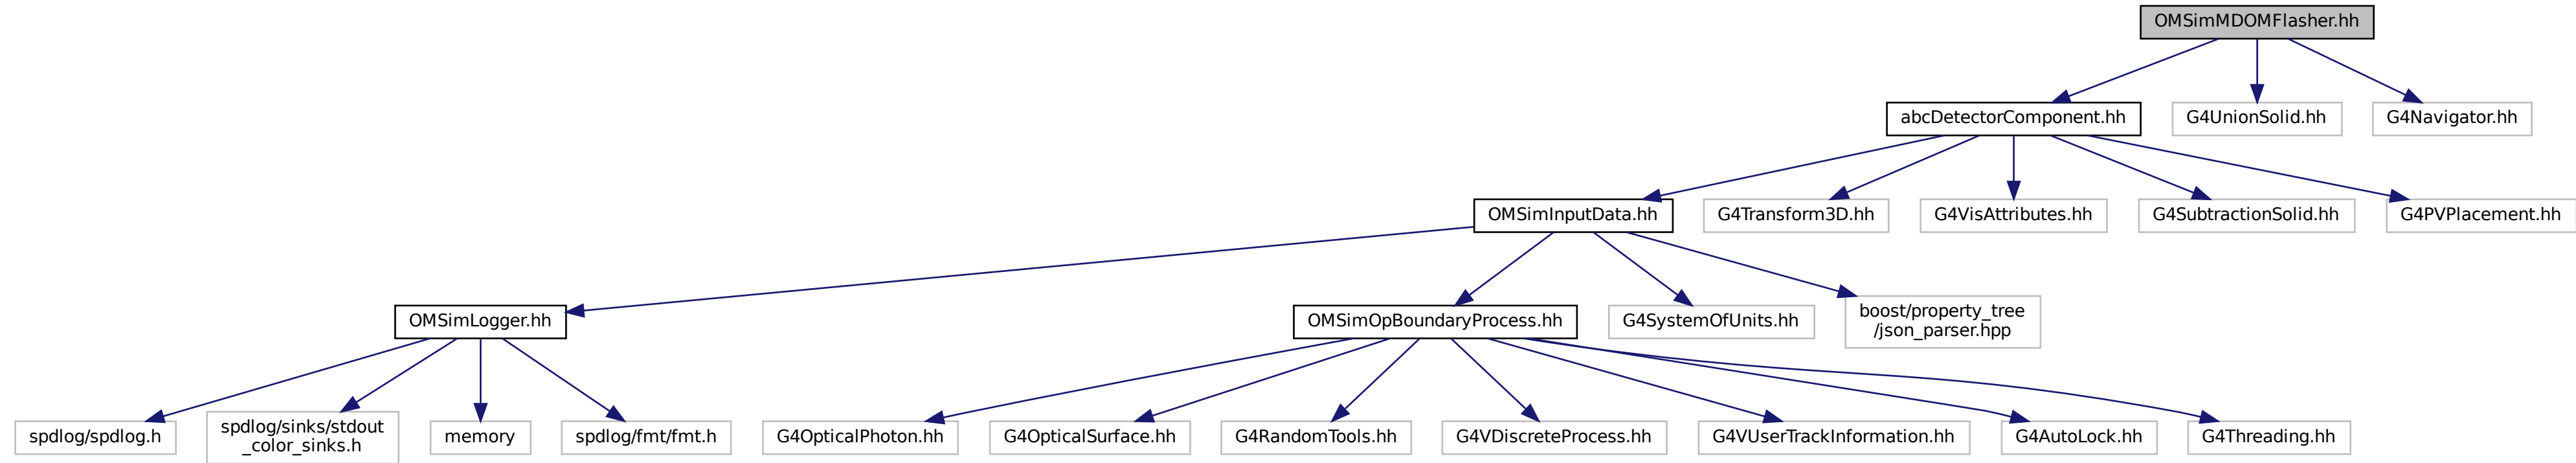 OMSimMDOMFlasher.hh
abcDetectorComponent.hh
G4UnionSolid.hh
G4Navigator.hh
OMSimInputData.hh
G4Transform3D.hh
G4VisAttributes.hh
G4SubtractionSolid.hh
G4PVPlacement.hh
OMSimLogger.hh
OMSimOpBoundaryProcess.hh
G4SystemOfUnits.hh
boost/property_tree
/json_parser.hpp
spdlog/spdlog.h
spdlog/sinks/stdout
_color_sinks.h
memory
spdlog/fmt/fmt.h
G4OpticalPhoton.hh
G4OpticalSurface.hh
G4RandomTools.hh
G4VDiscreteProcess.hh
G4VUserTrackInformation.hh
G4AutoLock.hh
G4Threading.hh